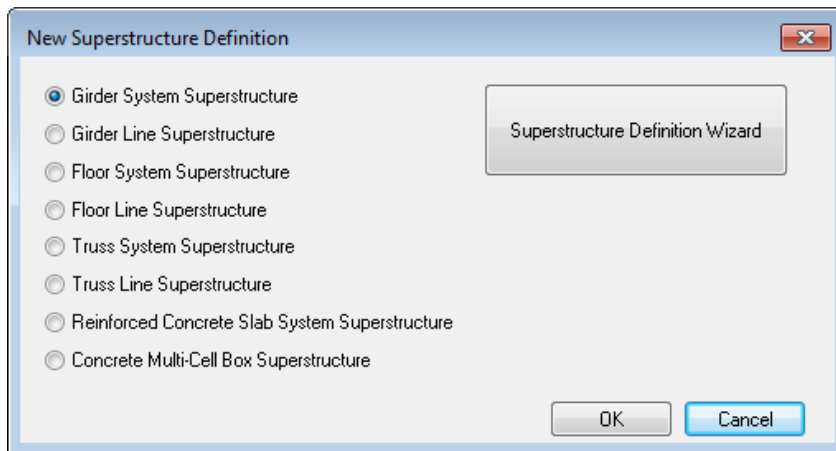 New Superstructure Definition
Girder System Superstructure
Superstructure Definition Wizard
Girder Line Superstructure
Floor System Superstructure
Floor Line Superstructure
Truss System Superstructure
Truss Line Superstructure
Reinforced Concrete Slab System Superstructure
Concrete Multi-Cell Box Superstructure
OK
Cancel